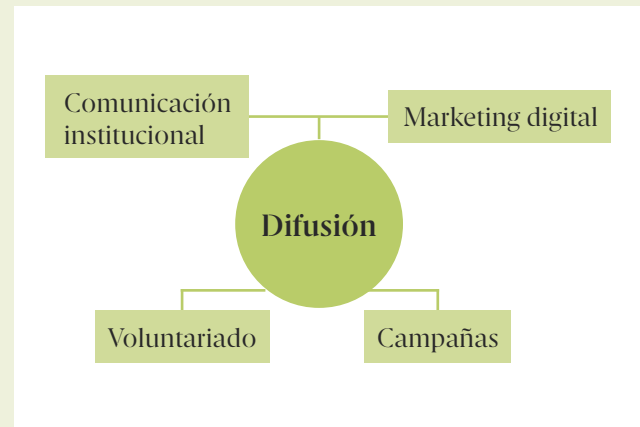 Comunicación
institucional
Marketing digital
Difusión
Voluntariado
Campañas